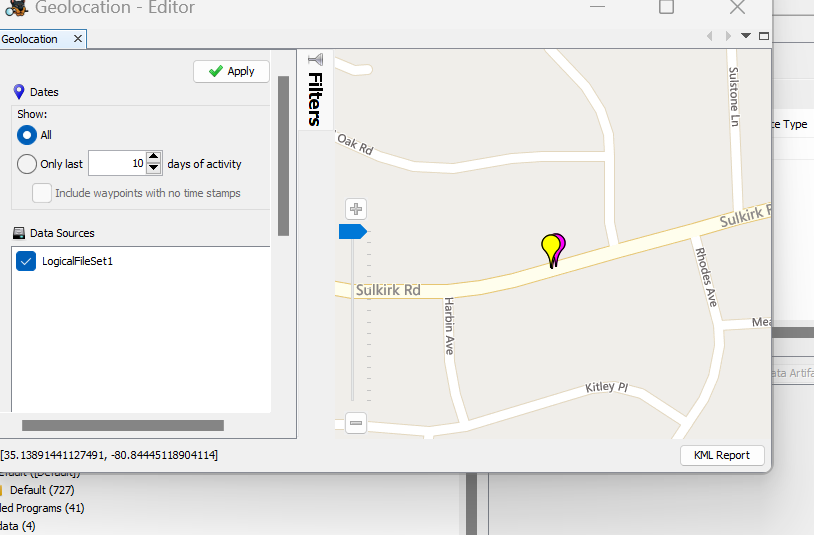 Geolocation - Editor
Geolocation
Apply
Dates
Show:
All
Only last 10 days of activity
Include waypoints with no time stamps
Data Sources
LogicalFileSet1
Filters
Oak Rd
Sulstone Ln
Sulkirk R
Sulkirk Rd
Rhodes Ave
Harbin Ave
Mea
Kitley Pl
[35.13891441127491, -80.84445118904114]
KML Report
ce Type
ata Artifa
efault ([Default])
Default (727)
led Programs (41)
data (4)